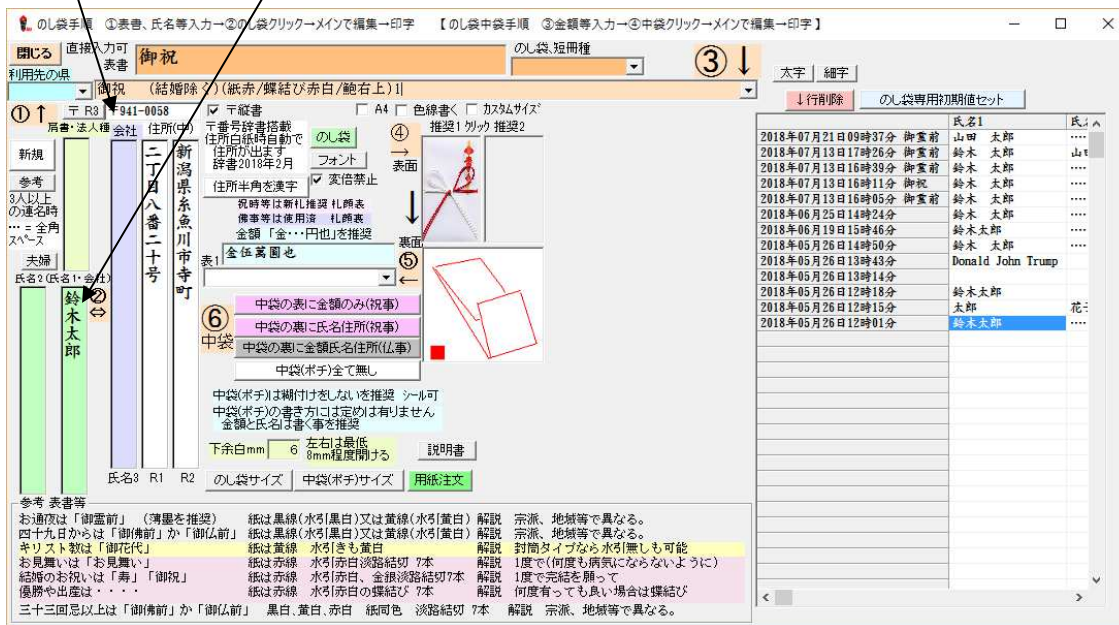 のし袋手順 ①表書、氏名等入力→②のし袋クリック→メインで編集→印字 【のし袋中袋手順 ③金額等入力→④中袋クリック→メインで編集→印字】
閉じる
直接入力可
表書
御祝
のし袋、短冊種
③↓
太字 細字
利用先の県
御祝 (結婚除く)(紙赤/蝶結び赤白/鮑右上)1
↓行削除 のし袋専用初期値セット
①↑
〒 R3 〒941-0058
〒縦書
A4 色線書く カスタムサイズ
肩書・法人種 会社 住所(中)
新規
参考
3人以上
の連名時
…=全角
スペース
夫婦
氏名2(氏名1・会社)
②
⇔
鈴木太郎
二丁目八番二十号
新潟県糸魚川市寺町
氏名3 R1 R2
〒番号辞書搭載
住所白紙時自動で
住所が出ます
辞書2018年2月
のし袋
フォント
変倍禁止
住所半角を漢字
祝時等は新札推奨 札顔表
佛事等は使用済 札顔裏
金額「金・・・円也」を推奨
表1
金伍萬圓也
④
→
表面
↓
裏面
⑤
←
推奨1 クリック 推奨2
⑥
中袋
中袋の表に金額のみ(祝事)
中袋の裏に氏名住所(祝事)
中袋の裏に金額氏名住所(仏事)
中袋(ポチ)全て無し
中袋(ポチ)は糊付けをしないを推奨 シール可
中袋(ポチ)の書き方には定めは有りません
金額と氏名は書く事を推奨
下余白mm 6
左右は最低
8mm程度開ける
説明書
のし袋サイズ 中袋(ポチ)サイズ 用紙注文
氏名1
2018年07月21日09時37分 御霊前 山田 太郎 ‥‥
2018年07月13日17時26分 御霊前 鈴木 太郎
2018年07月13日16時39分 御霊前 鈴木 太郎 ‥‥
2018年07月13日16時11分 御祝 鈴木 太郎 ‥‥
2018年07月13日16時05分 御霊前 鈴木 太郎 ‥‥
2018年06月25日14時24分 鈴木 太郎 ‥‥
2018年06月19日15時46分 鈴木太郎
2018年05月26日14時50分 鈴木 太郎 ‥‥
2018年05月26日13時43分 Donald John Trump
2018年05月26日13時14分
2018年05月26日12時18分 鈴木太郎
2018年05月26日12時15分 太郎
2018年05月26日12時01分 鈴木太郎 ‥‥
参考 表書等
お通夜は「御霊前」 (薄墨を推奨) 紙は黒線(水引黒白)又は黄線(水引黄白) 解説 宗派、地域等で異なる。
四十九日からは「御佛前」か「御仏前」 紙は黒線(水引黒白)又は黄線(水引黄白) 解説 宗派、地域等で異なる。
キリスト教は「御花代」 紙は黄線 水引きも黄白 解説 封筒タイプなら水引無しも可能
お見舞いは「お見舞い」 紙は赤線 水引赤白淡路結切 7本 解説 1度で(何度も病気にならないように)
結婚のお祝いは「寿」「御祝」 紙は赤線 水引赤白、金銀淡路結切7本 解説 1度で完結を願って
優勝や出産は・・・・ 紙は赤線 水引赤白の蝶結び 7本 解説 何度有っても良い場合は蝶結び
三十三回忌以上は「御佛前」か「御仏前」 黒白、黄白、赤白 紙同色 淡路結切 7本 解説 宗派、地域等で異なる。